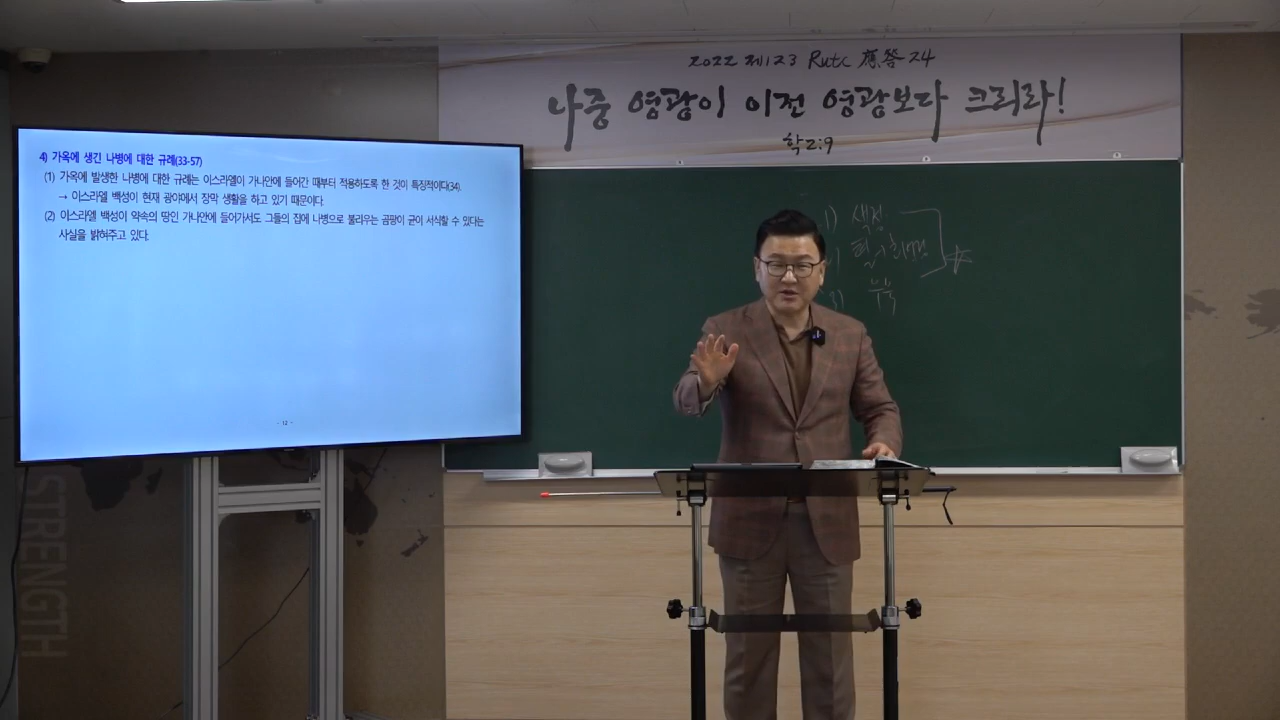 2022 제123 Rutc 應答 24
나중 영광이 이전 영광보다 크리라!
학2:9
4) 가옥에 생긴 나병에 대한 규례(33-57)
(1) 가옥에 발생한 나병에 대한 규례는 이스라엘이 가나안에 들어간 때부터 적용하도록 한 것이 특징적이다(34).
→ 이스라엘 백성이 현재 광야에서 장막 생활을 하고 있기 때문이다.
(2) 이스라엘 백성이 약속의 땅인 가나안에 들어가서도 그들의 집에 나병으로 불리우는 곰팡이 균이 서식할 수 있다는
사실을 밝혀주고 있다.
- 12 -
1) 색점
3)
STRENGTH